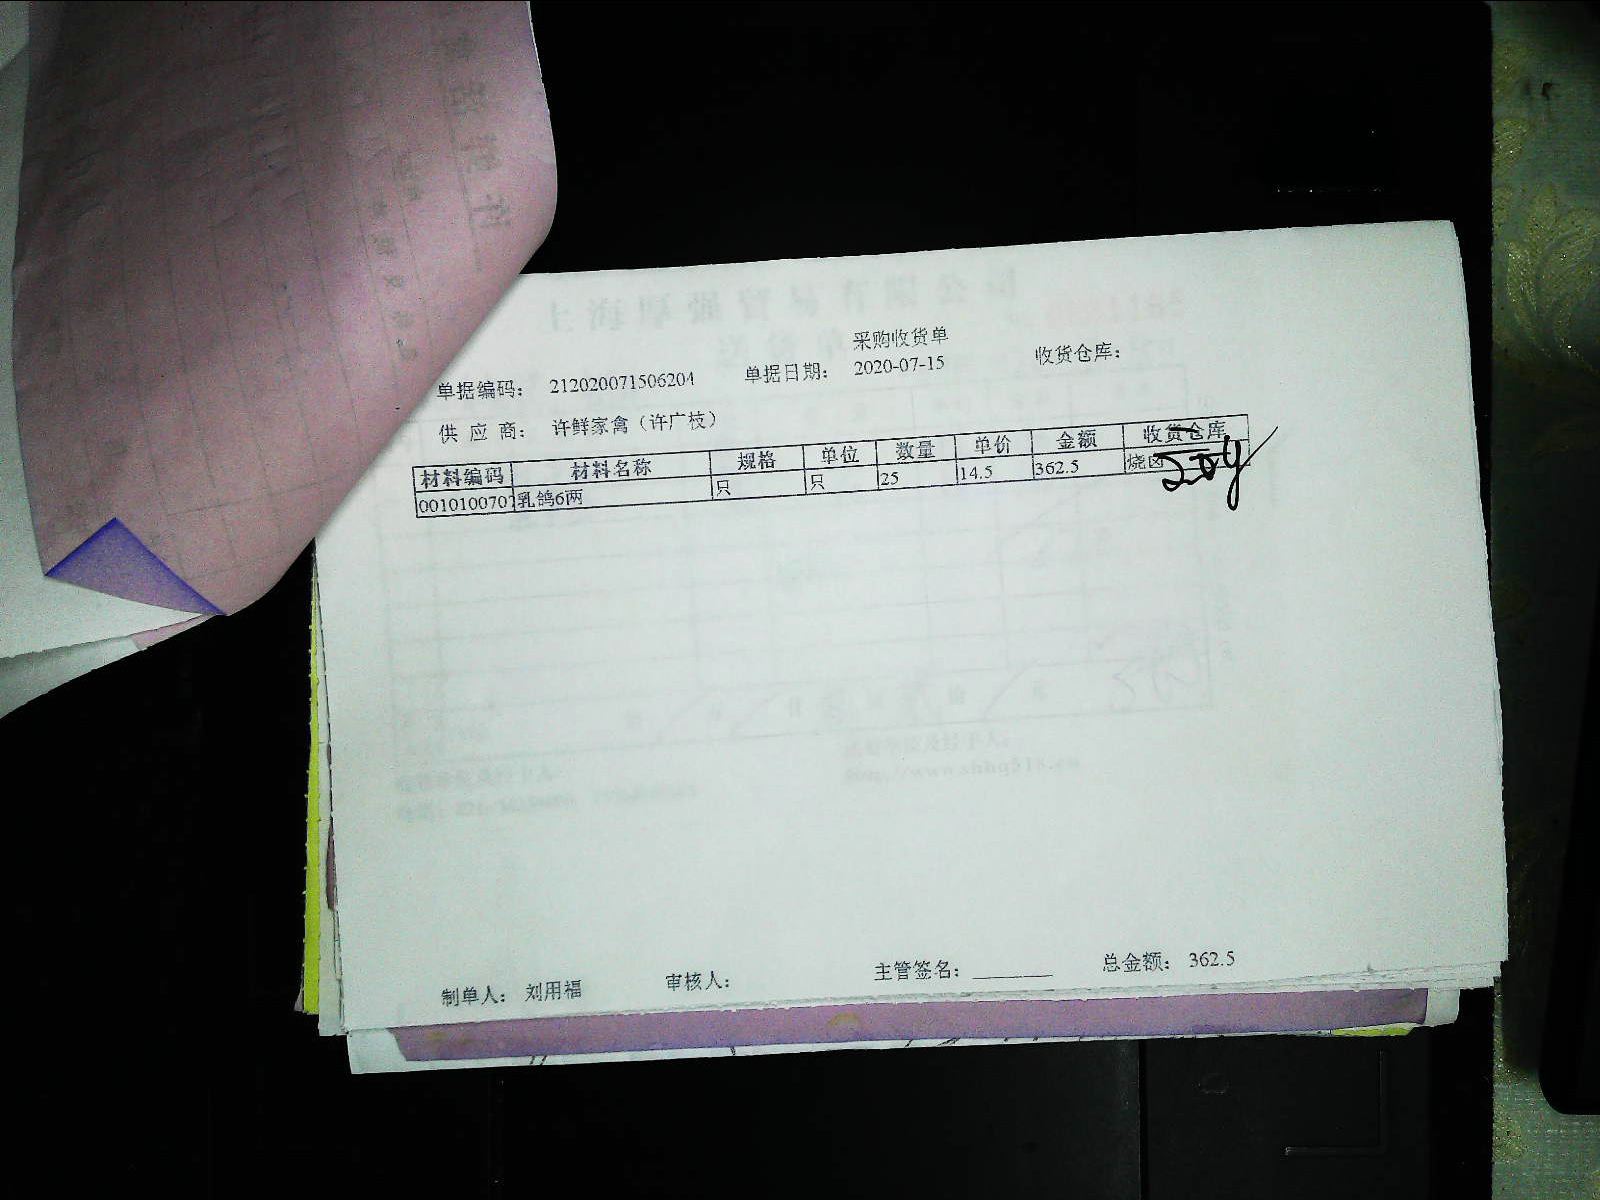 采购收货单
单据编码： 212020071506204 单据日期： 2020-07-15 收货仓库：
供 应 商： 许鲜家禽（许广枝）
材料编码 材料名称 规格 单位 数量 单价 金额 收货仓库
0010100707 乳鸽6两 只 只 25 14.5 362.5 烧卤
制单人： 刘用福 审核人： 主管签名： 总金额： 362.5